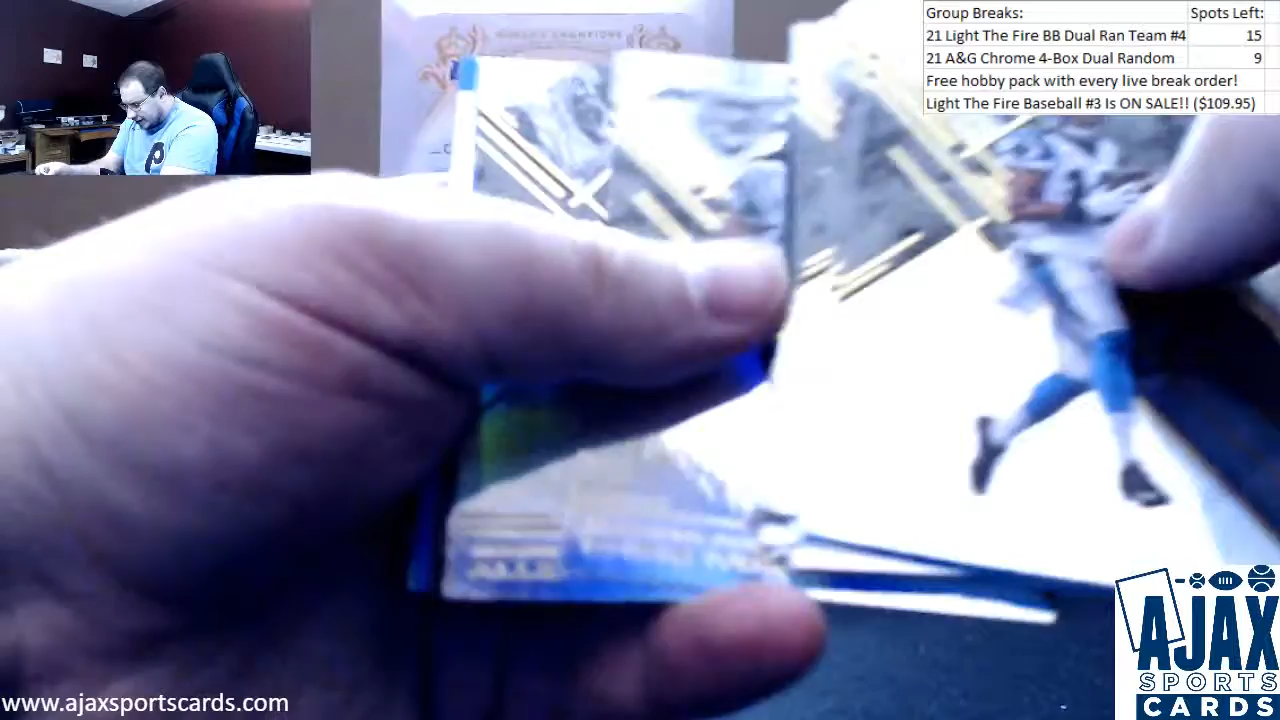 Group Breaks: Spots Left:
21 Light The Fire BB Dual Ran Team #4 15
21 A&G Chrome 4-Box Dual Random 9
Free hobby pack with every live break order!
Light The Fire Baseball #3 Is ON SALE!! ($109.95)
AJAX
SPORTS
CARDS
www.ajaxsportscards.com